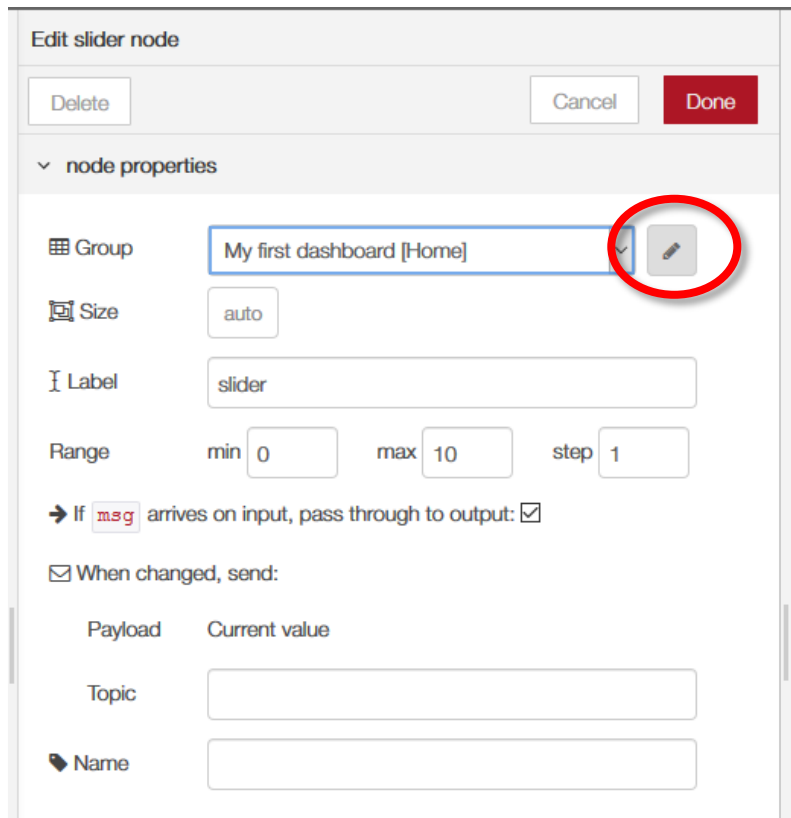 Edit slider node
Delete Cancel Done
node properties
Group My first dashboard [Home]
Size auto
Label slider
Range min 0 max 10 step 1
If msg arrives on input, pass through to output:
When changed, send:
Payload Current value
Topic
Name